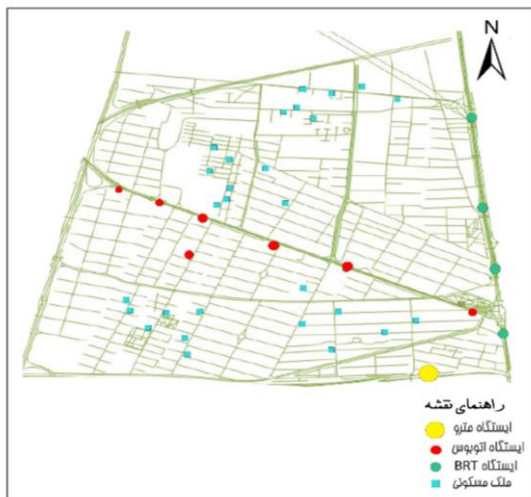 N
راهنمای نقشه
ایستگاه مترو
ایستگاه اتوبوس
ایستگاه BRT
ملک مسکونی